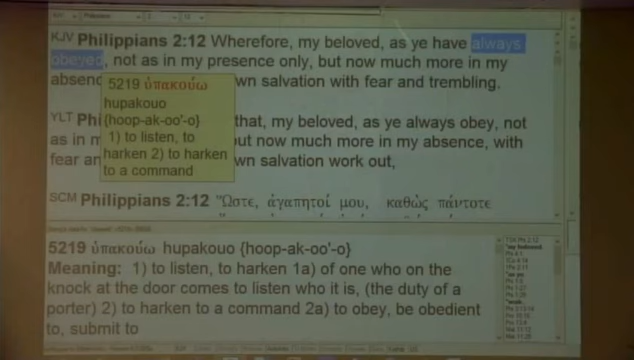 KJV Philippians 2:12 Wherefore, my beloved, as ye have always
obeyed, not as in my presence only, but now much more in my
absenc wn salvation with fear and trembling.
5219 ὑπακούω
hupakouo
{hoop-ak-oo'-o}
1) to listen, to
harken 2) to harken
to a command
YLT Phi that, my beloved, as ye always obey, not
as in m ut now much more in my absence, with
fear an wn salvation work out,
SCM Philippians 2:12 Ὥστε, ἀγαπητοί μου, καθὼς πάντοτε
5219 ὑπακούω hupakouo {hoop-ak-oo'-o}
Meaning: 1) to listen, to harken 1a) of one who on the
knock at the door comes to listen who it is, (the duty of a
porter) 2) to harken to a command 2a) to obey, be obedient
to, submit to